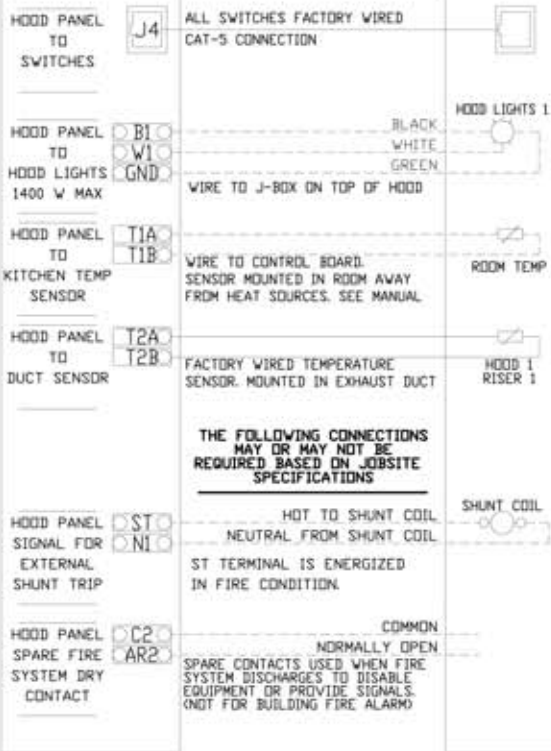 HOOD PANEL
TO
SWITCHES
J4
ALL SWITCHES FACTORY WIRED
CAT-5 CONNECTION
HOOD PANEL
TO
HOOD LIGHTS
1400 W MAX
B1
W1
GND
BLACK
WHITE
GREEN
WIRE TO J-BOX ON TOP OF HOOD
HOOD LIGHTS 1
HOOD PANEL
TO
KITCHEN TEMP
SENSOR
T1A
T1B
WIRE TO CONTROL BOARD.
SENSOR MOUNTED IN ROOM AWAY
FROM HEAT SOURCES. SEE MANUAL
ROOM TEMP
HOOD PANEL
TO
DUCT SENSOR
T2A
T2B
FACTORY WIRED TEMPERATURE
SENSOR. MOUNTED IN EXHAUST DUCT
HOOD 1
RISER 1
THE FOLLOWING CONNECTIONS
MAY OR MAY NOT BE
REQUIRED BASED ON JOBSITE
SPECIFICATIONS
HOOD PANEL
SIGNAL FOR
EXTERNAL
SHUNT TRIP
ST
N1
HOT TO SHUNT COIL
NEUTRAL FROM SHUNT COIL
ST TERMINAL IS ENERGIZED
IN FIRE CONDITION.
SHUNT COIL
HOOD PANEL
SPARE FIRE
SYSTEM DRY
CONTACT
C2
AR2
COMMON
NORMALLY OPEN
SPARE CONTACTS USED WHEN FIRE
SYSTEM DISCHARGES TO DISABLE
EQUIPMENT OR PROVIDE SIGNALS.
(NOT FOR BUILDING FIRE ALARM)